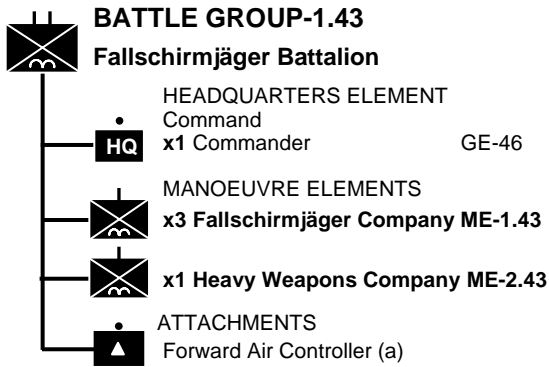 BATTLE GROUP-1.43
Fallschirmjäger Battalion
HEADQUARTERS ELEMENT
Command
HQ x1 Commander GE-46
MANOEUVRE ELEMENTS
x3 Fallschirmjäger Company ME-1.43
x1 Heavy Weapons Company ME-2.43
ATTACHMENTS
Forward Air Controller (a)